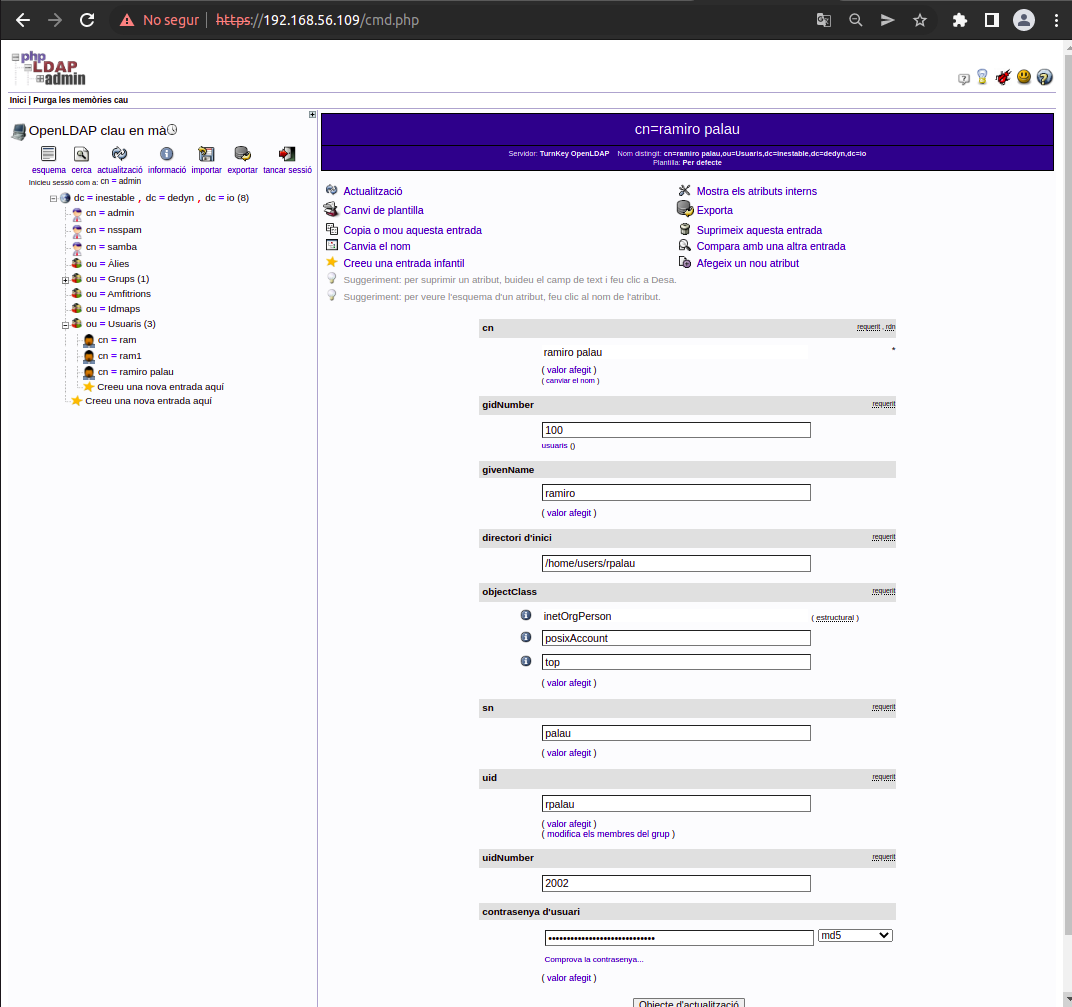 No segur
https://192.168.56.109/cmd.php
php
LDAP
admin
Inici | Purga les memòries cau
OpenLDAP clau en mà
esquema cerca actualització informació importar exportar tancar sessió
Inicieu sessió com a: cn = admin
dc = inestable , dc = dedyn , dc = io (8)
cn = admin
cn = nsspam
cn = samba
ou = Àlies
ou = Grups (1)
ou = Amfitrions
ou = Idmaps
ou = Usuaris (3)
cn = ram
cn = ram1
cn = ramiro palau
Creeu una nova entrada aquí
Creeu una nova entrada aquí
cn=ramiro palau
Servidor: TurnKey OpenLDAP Nom distingit: cn=ramiro palau,ou=Usuaris,dc=inestable,dc=dedyn,dc=io
Plantilla: Per defecte
Actualització
Mostra els atributs interns
Canvi de plantilla
Exporta
Copia o mou aquesta entrada
Suprimeix aquesta entrada
Canvia el nom
Compara amb una altra entrada
Creeu una entrada infantil
Afegeix un nou atribut
Suggeriment: per suprimir un atribut, buideu el camp de text i feu clic a Desa.
Suggeriment: per veure l'esquema d'un atribut, feu clic al nom de l'atribut.
cn requerit , rdn
ramiro palau *
( valor afegit )
( canviar el nom )
gidNumber requerit
100
usuaris ()
givenName
ramiro
( valor afegit )
directori d'inici requerit
/home/users/rpalau
objectClass requerit
inetOrgPerson ( estructural )
posixAccount
top
( valor afegit )
sn requerit
palau
( valor afegit )
uid requerit
rpalau
( valor afegit )
( modifica els membres del grup )
uidNumber requerit
2002
contrasenya d'usuari
•••••••••••••••••••••••••••••• md5
Comprova la contrasenya...
( valor afegit )
Objecte d'actualització